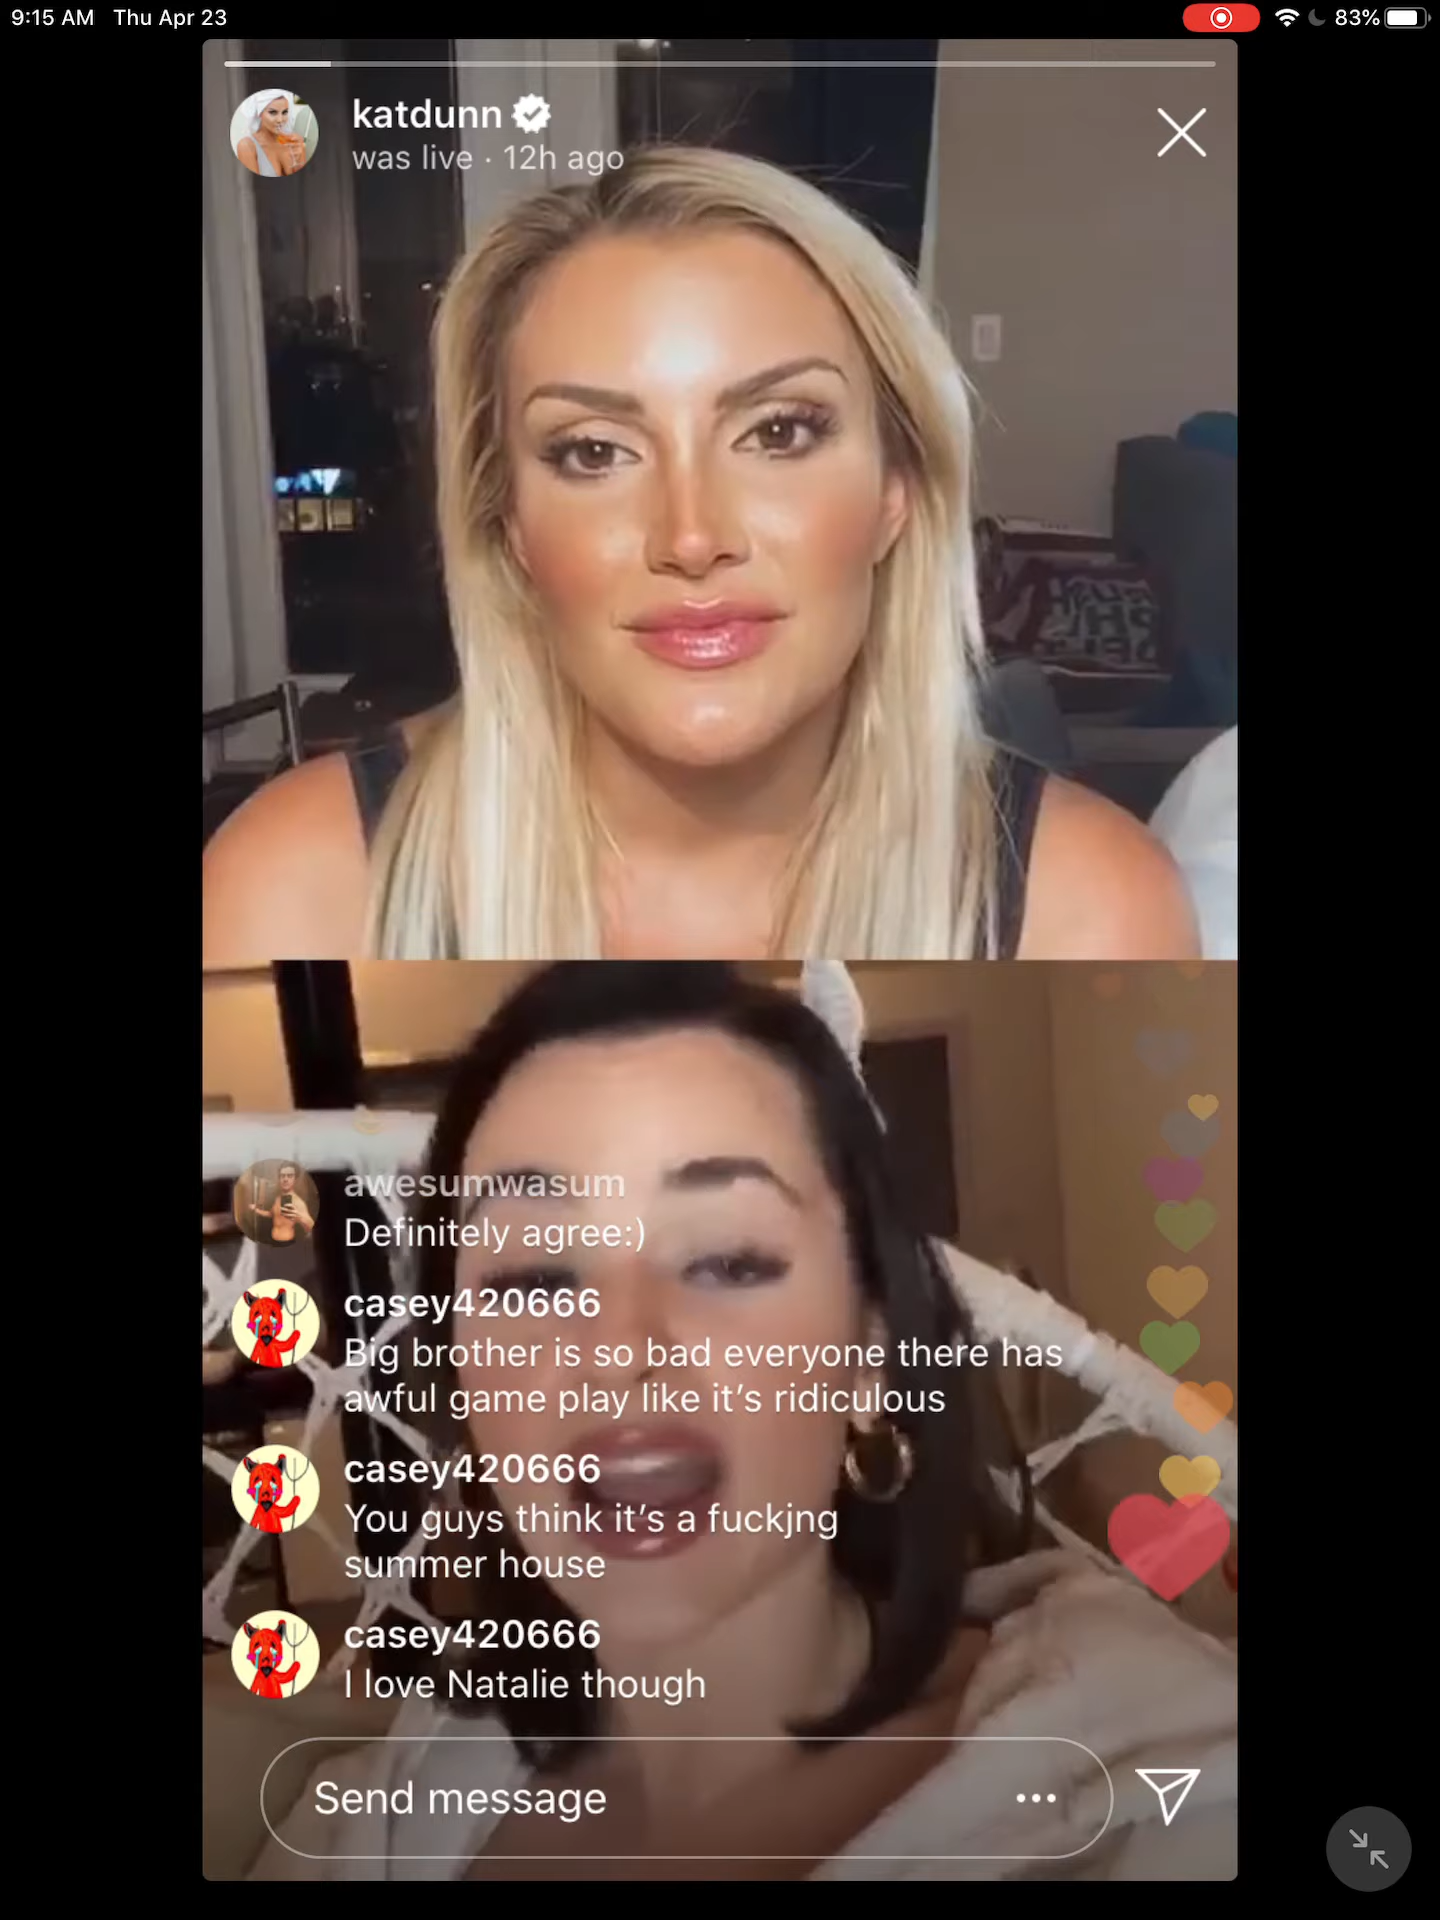 9:15 AM Thu Apr 23
83%
katdunn
was live · 12h ago
awesumwasum
Definitely agree:)
casey420666
Big brother is so bad everyone there has
awful game play like it's ridiculous
casey420666
You guys think it's a fuckjng
summer house
casey420666
I love Natalie though
Send message